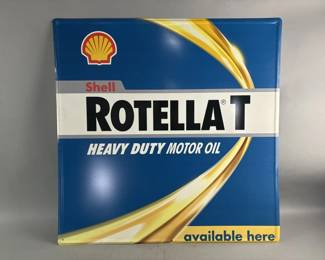 Shell
ROTELLA® T
HEAVY DUTY MOTOR OIL
available here